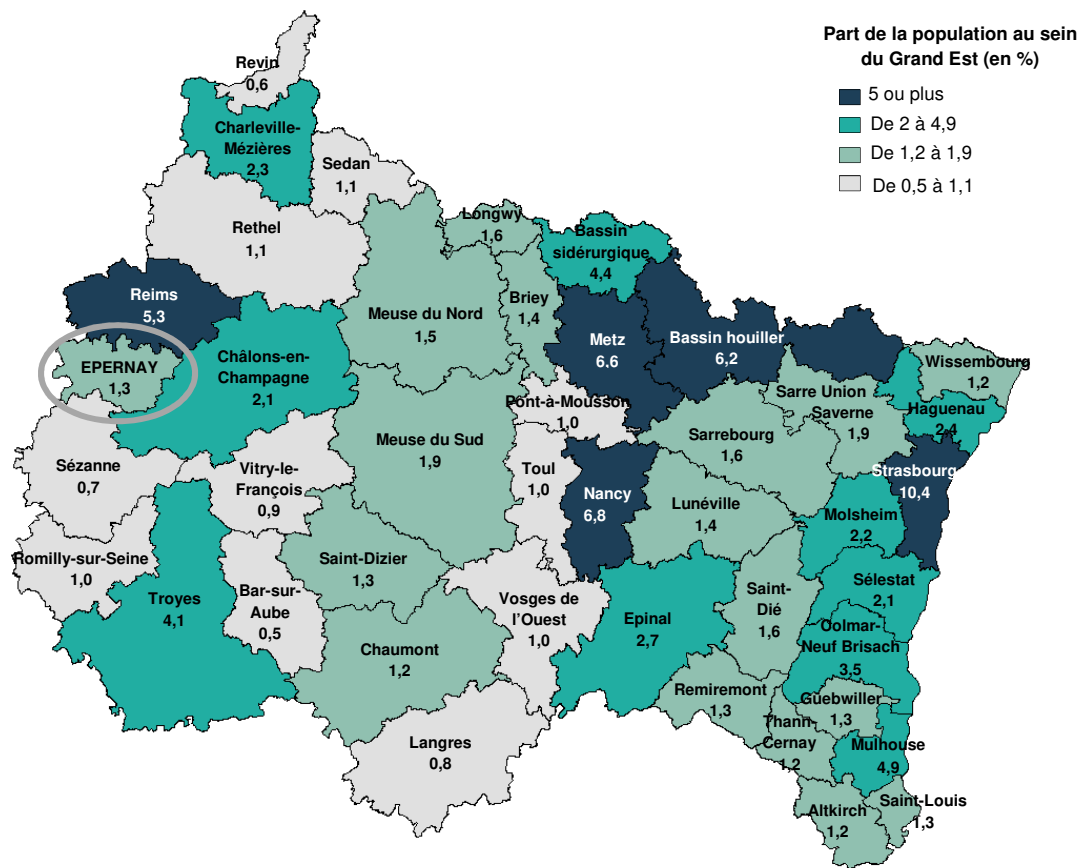 Part de la population au sein
du Grand Est (en %)
5 ou plus
De 2 à 4,9
De 1,2 à 1,9
De 0,5 à 1,1
Revin
0,6
Charleville-
Mézières
2,3
Sedan
1,1
Rethel
1,1
Longwy
1,6
Bassin
sidérurgique
4,4
Reims
5,3
Meuse du Nord
1,5
Briey
1,4
Metz
6.6
Bassin houiller
6,2
EPERNAY
1,3
Châlons-en-
Champagne
2,1
Wissembourg
1,2
Sarre Union
Saverne
1,9
Haguenau
2,4
Pont-à-Mousson
1,0
Meuse du Sud
1,9
Sarrebourg
1,6
Sézanne
0,7
Vitry-le-
François
0,9
Toul
1,0
Nancy
6,8
Lunéville
1,4
Strasbourg
10,4
Molsheim
2,2
Romilly-sur-Seine
1,0
Saint-Dizier
1,3
Troyes
4,1
Bar-sur-
Aube
0,5
Vosges de
l'Ouest
1,0
Epinal
2,7
Saint-
Dié
1,6
Sélestat
2,1
Colmar-
Neuf Brisach
3,5
Chaumont
1,2
Remiremont
1,3
Guebwiller
1,3
Thann-
Cernay
1,2
Langres
0,8
Mulhouse
4,9
Altkirch
1,2
Saint-Louis
1,3